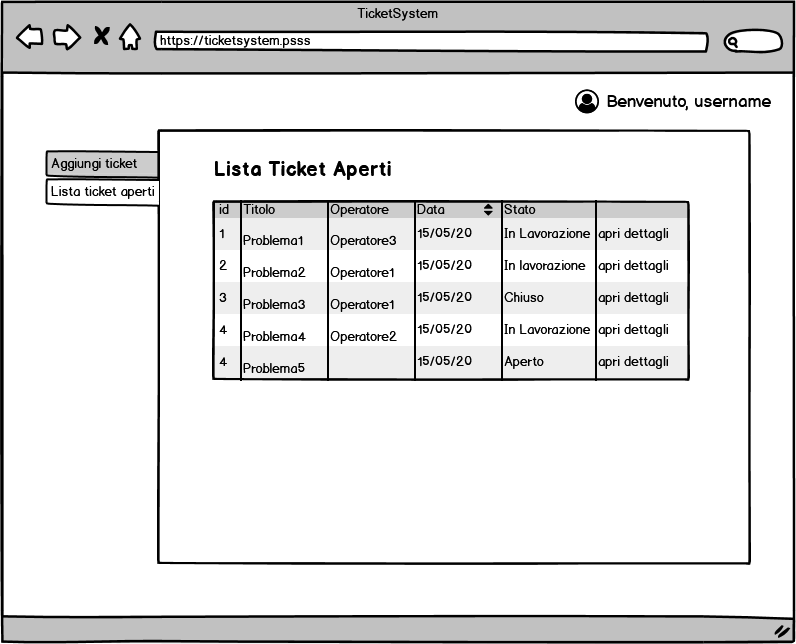 TicketSystem
https://ticketsystem.psss
Benvenuto, username
Aggiungi ticket
Lista ticket aperti
Lista Ticket Aperti
id Titolo Operatore Data Stato
1 Problema1 Operatore3 15/05/20 In Lavorazione apri dettagli
2 Problema2 Operatore1 15/05/20 In lavorazione apri dettagli
3 Problema3 Operatore1 15/05/20 Chiuso apri dettagli
4 Problema4 Operatore2 15/05/20 In Lavorazione apri dettagli
4 Problema5 15/05/20 Aperto apri dettagli